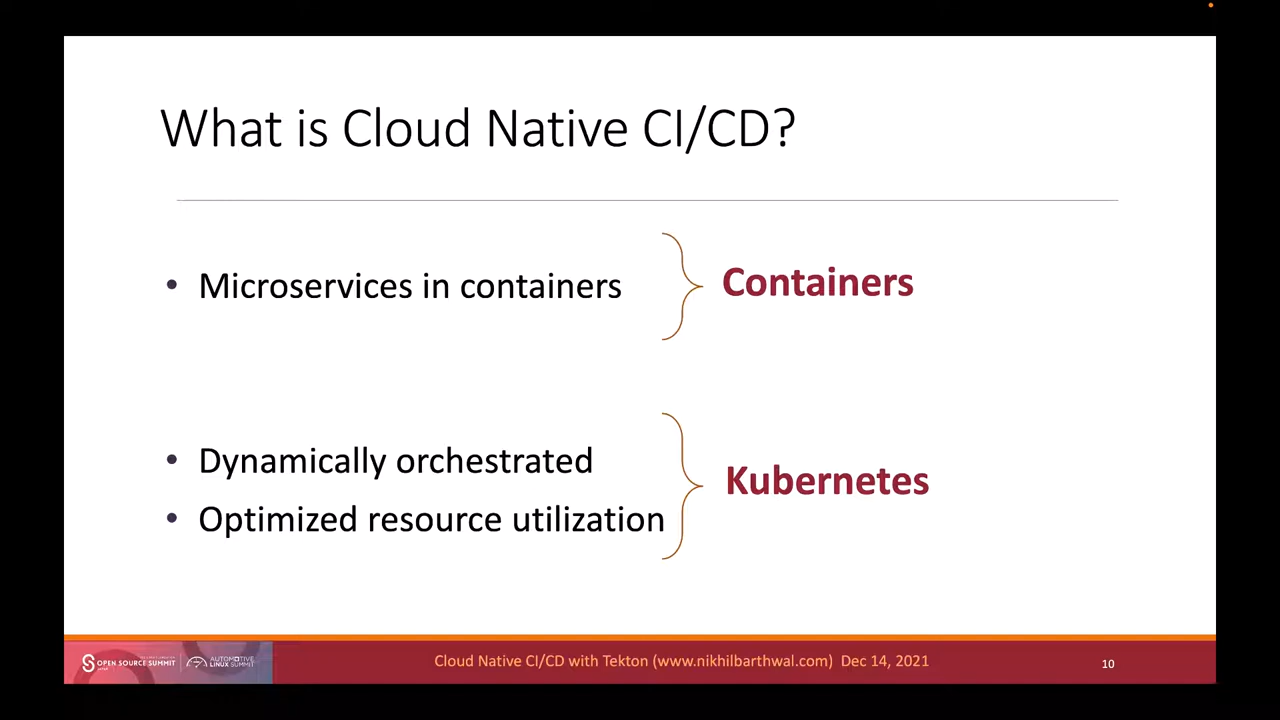 What is Cloud Native CI/CD?
• Microservices in containers
Containers
• Dynamically orchestrated
• Optimized resource utilization
Kubernetes
OPEN SOURCE SUMMIT
AUTOMOTIVE
LINUX SUMMIT
Cloud Native CI/CD with Tekton (www.nikhilbarthwal.com) Dec 14, 2021
10